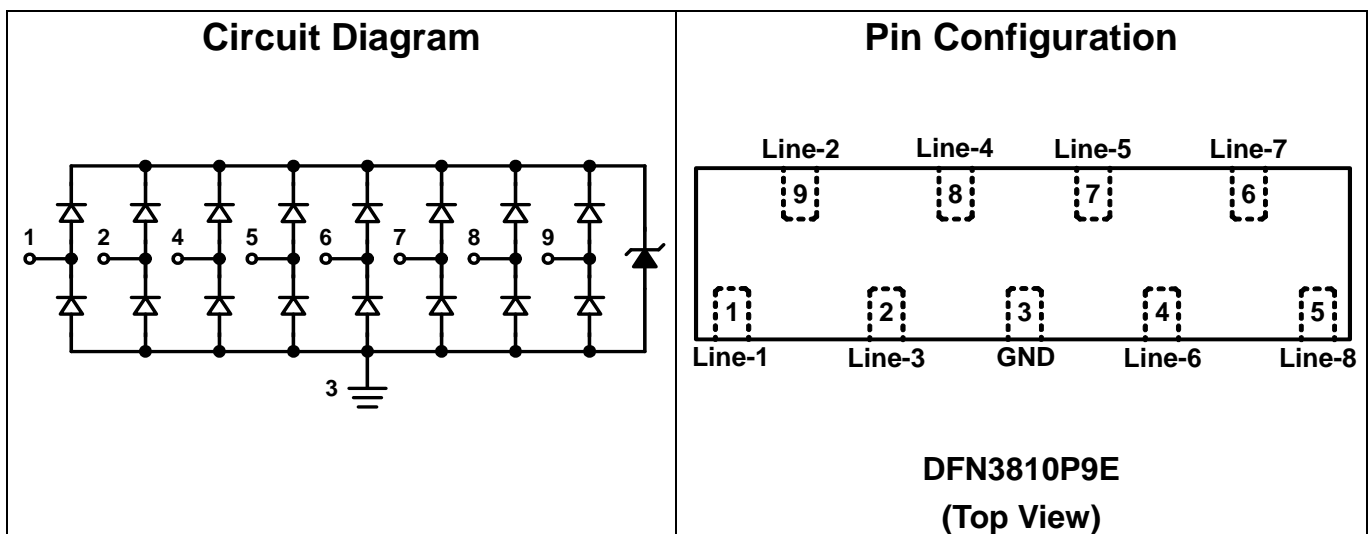 Circuit Diagram
1 2 4 5 6 7 8 9
3
Pin Configuration
Line-2 Line-4 Line-5 Line-7
9 8 7 6
1 2 3 4 5
Line-1 Line-3 GND Line-6 Line-8
DFN3810P9E
(Top View)